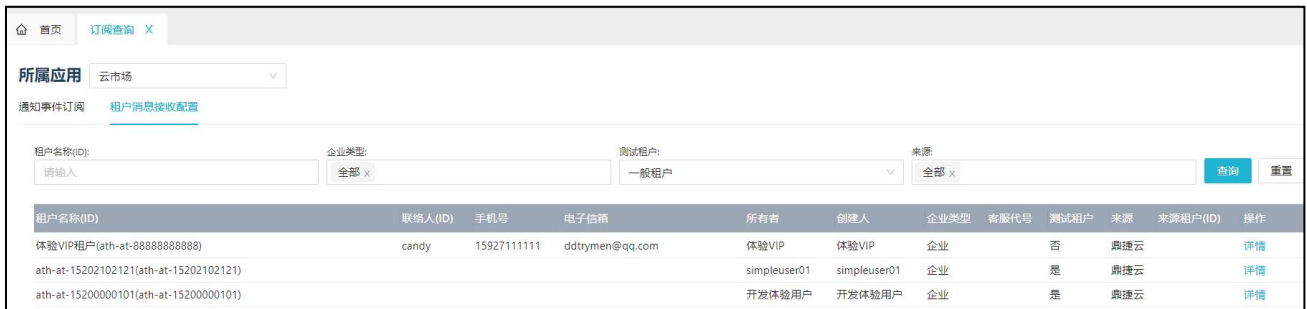 首页 订阅查询 X
所属应用 云市场
通知事件订阅 租户消息接收配置
租户名称(ID): 企业类型: 测试租户: 来源:
请输入 全部 x 一般租户 全部 x 查询 重置
租户名称(ID) 联络人(ID) 手机号 电子信箱 所有者 创建人 企业类型 客服代号 测试租户 来源 来源租户(ID) 操作
体验VIP租户(ath-at-88888888888) candy 15927111111 ddtrymen@qq.com 体验VIP 体验VIP 企业 否 鼎捷云 详情
ath-at-15202102121(ath-at-15202102121) simpleuser01 simpleuser01 企业 是 鼎捷云 详情
ath-at-15200000101(ath-at-15200000101) 开发体验用户 开发体验用户 企业 是 鼎捷云 详情